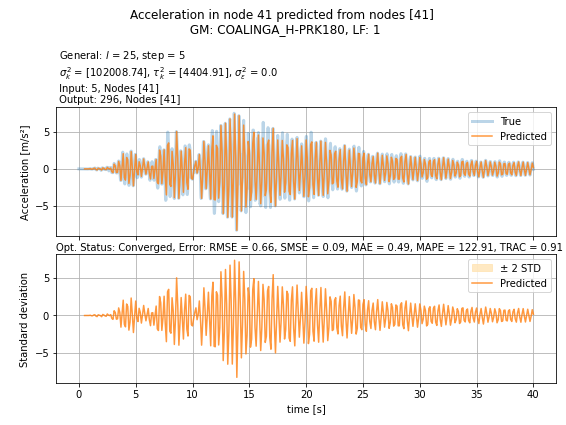 Acceleration in node 41 predicted from nodes [41]
GM: COALINGA_H-PRK180, LF: 1
General: l = 25, step = 5
σ²ₖ = [102008.74], τ²ₖ = [4404.91], σ²_ε = 0.0
Input: 5, Nodes [41]
Output: 296, Nodes [41]
Acceleration [m/s²]
5
0
−5
True
Predicted
Opt. Status: Converged, Error: RMSE = 0.66, SMSE = 0.09, MAE = 0.49, MAPE = 122.91, TRAC = 0.91
Standard deviation
5
0
−5
± 2 STD
Predicted
0 5 10 15 20 25 30 35 40
time [s]